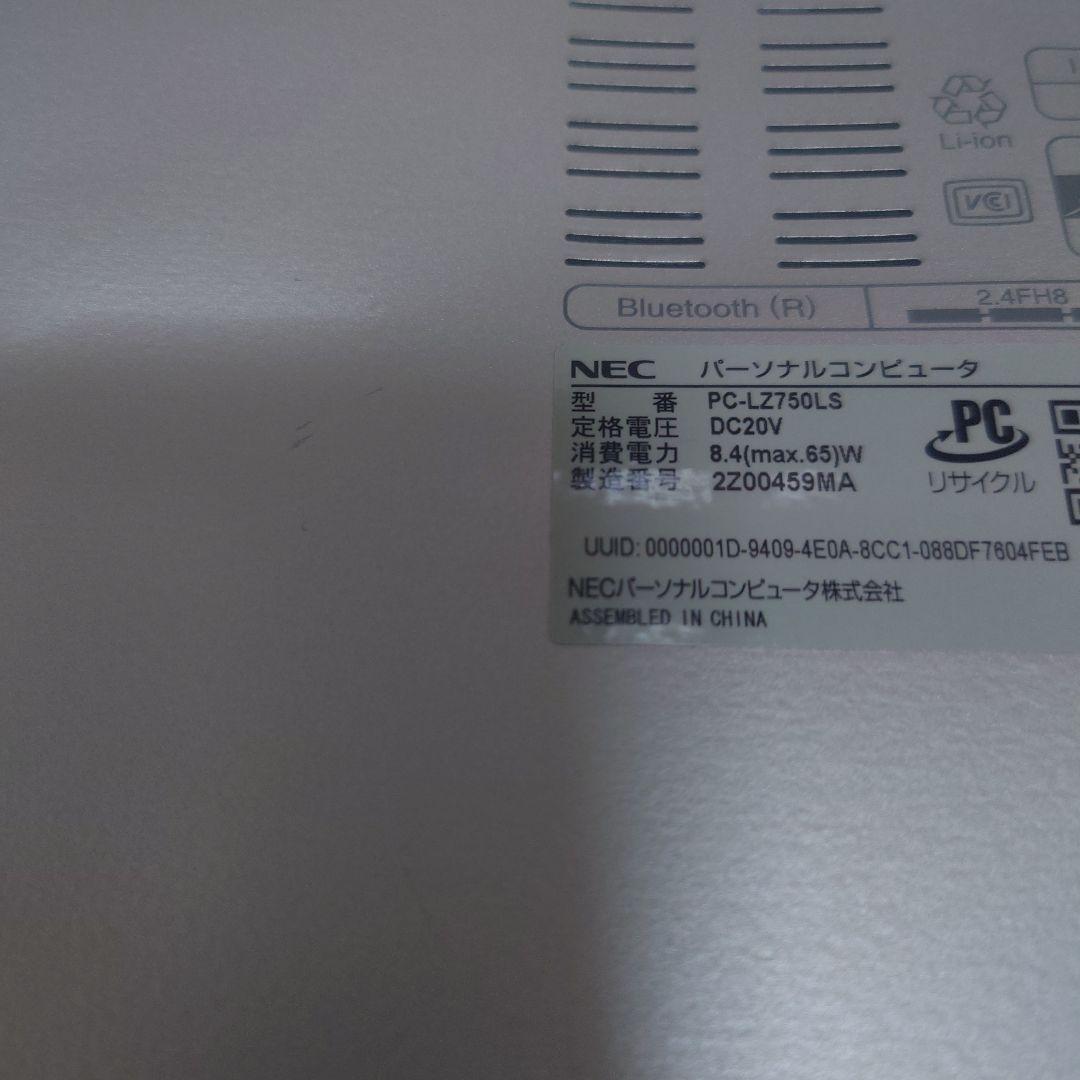 Li-ion
VCCI
Bluetooth (R)
2.4FH8
NEC パーソナルコンピュータ
型 番 PC-LZ750LS
定格電圧 DC20V
消費電力 8.4(max.65)W
製造番号 2Z00459MA
PC
リサイクル
UUID: 0000001D-9409-4E0A-8CC1-088DF7604FEB
NECパーソナルコンピュータ株式会社
ASSEMBLED IN CHINA